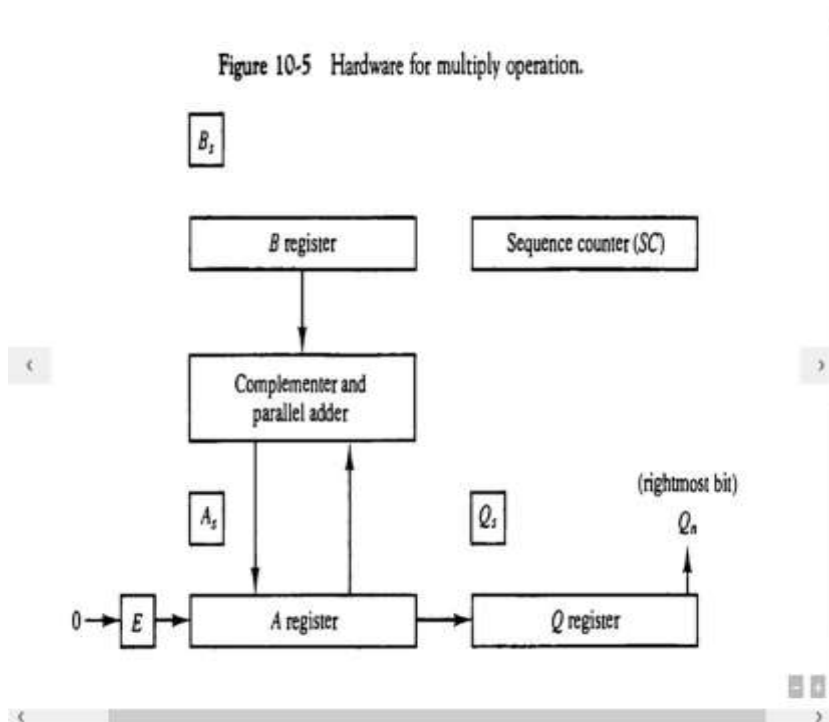 Figure 10-5 Hardware for multiply operation.
Bs
B register
Sequence counter (SC)
Complementer and
parallel adder
(rightmost bit)
As
Qs
Qn
0
E
A register
Q register